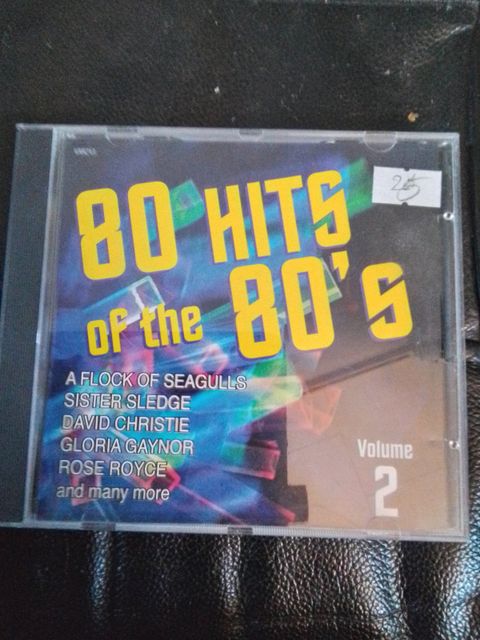 80 HITS
of the 80's
A FLOCK OF SEAGULLS
SISTER SLEDGE
DAVID CHRISTIE
GLORIA GAYNOR
ROSE ROYCE
and many more
Volume
2